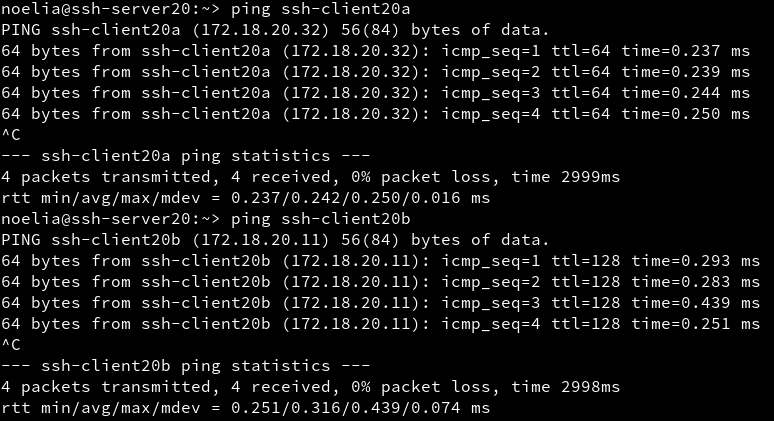 noelia@ssh-server20:~> ping ssh-client20a
PING ssh-client20a (172.18.20.32) 56(84) bytes of data.
64 bytes from ssh-client20a (172.18.20.32): icmp_seq=1 ttl=64 time=0.237 ms
64 bytes from ssh-client20a (172.18.20.32): icmp_seq=2 ttl=64 time=0.239 ms
64 bytes from ssh-client20a (172.18.20.32): icmp_seq=3 ttl=64 time=0.244 ms
64 bytes from ssh-client20a (172.18.20.32): icmp_seq=4 ttl=64 time=0.250 ms
^C
--- ssh-client20a ping statistics ---
4 packets transmitted, 4 received, 0% packet loss, time 2999ms
rtt min/avg/max/mdev = 0.237/0.242/0.250/0.016 ms
noelia@ssh-server20:~> ping ssh-client20b
PING ssh-client20b (172.18.20.11) 56(84) bytes of data.
64 bytes from ssh-client20b (172.18.20.11): icmp_seq=1 ttl=128 time=0.293 ms
64 bytes from ssh-client20b (172.18.20.11): icmp_seq=2 ttl=128 time=0.283 ms
64 bytes from ssh-client20b (172.18.20.11): icmp_seq=3 ttl=128 time=0.439 ms
64 bytes from ssh-client20b (172.18.20.11): icmp_seq=4 ttl=128 time=0.251 ms
^C
--- ssh-client20b ping statistics ---
4 packets transmitted, 4 received, 0% packet loss, time 2998ms
rtt min/avg/max/mdev = 0.251/0.316/0.439/0.074 ms